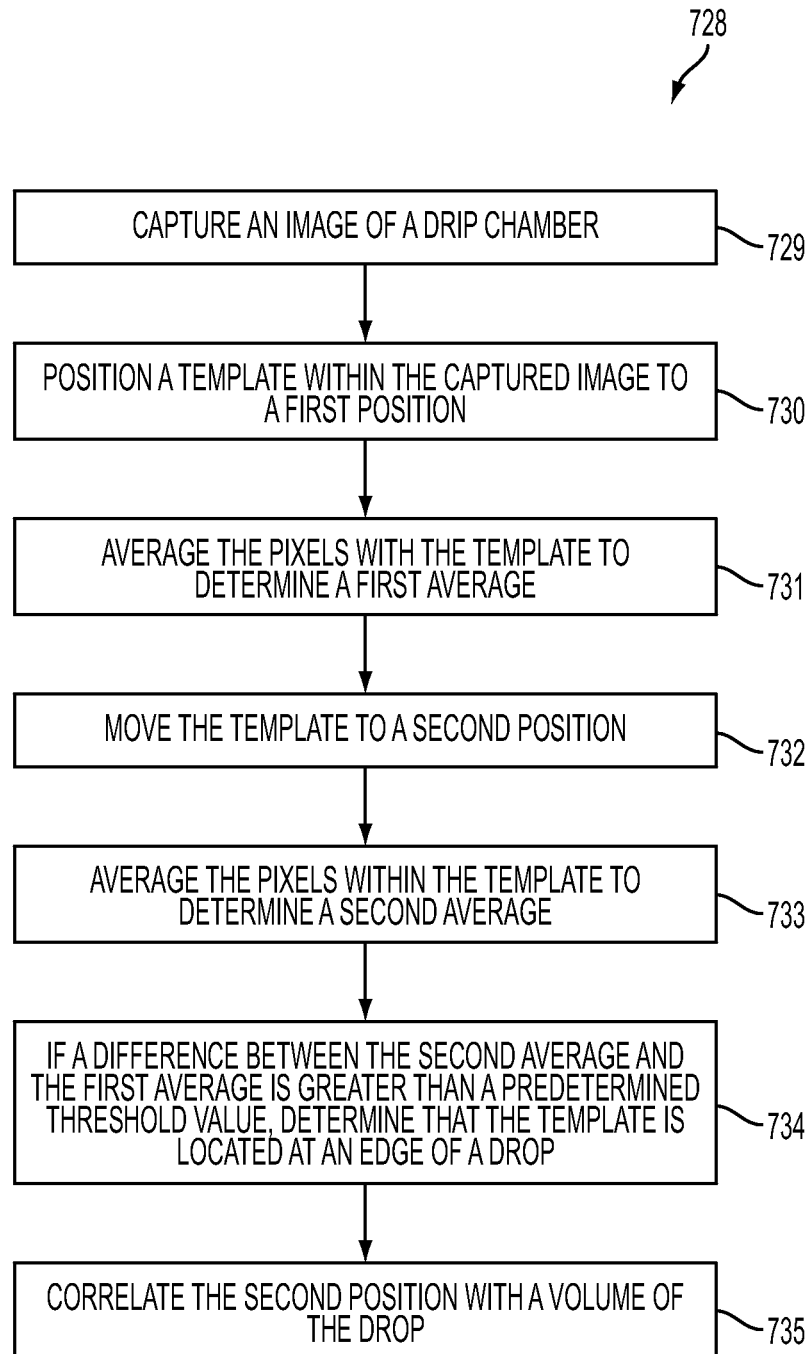 728
CAPTURE AN IMAGE OF A DRIP CHAMBER
729
POSITION A TEMPLATE WITHIN THE CAPTURED IMAGE TO
A FIRST POSITION
730
AVERAGE THE PIXELS WITH THE TEMPLATE TO
DETERMINE A FIRST AVERAGE
731
MOVE THE TEMPLATE TO A SECOND POSITION
732
AVERAGE THE PIXELS WITHIN THE TEMPLATE TO
DETERMINE A SECOND AVERAGE
733
IF A DIFFERENCE BETWEEN THE SECOND AVERAGE AND
THE FIRST AVERAGE IS GREATER THAN A PREDETERMINED
THRESHOLD VALUE, DETERMINE THAT THE TEMPLATE IS
LOCATED AT AN EDGE OF A DROP
734
CORRELATE THE SECOND POSITION WITH A VOLUME OF
THE DROP
735